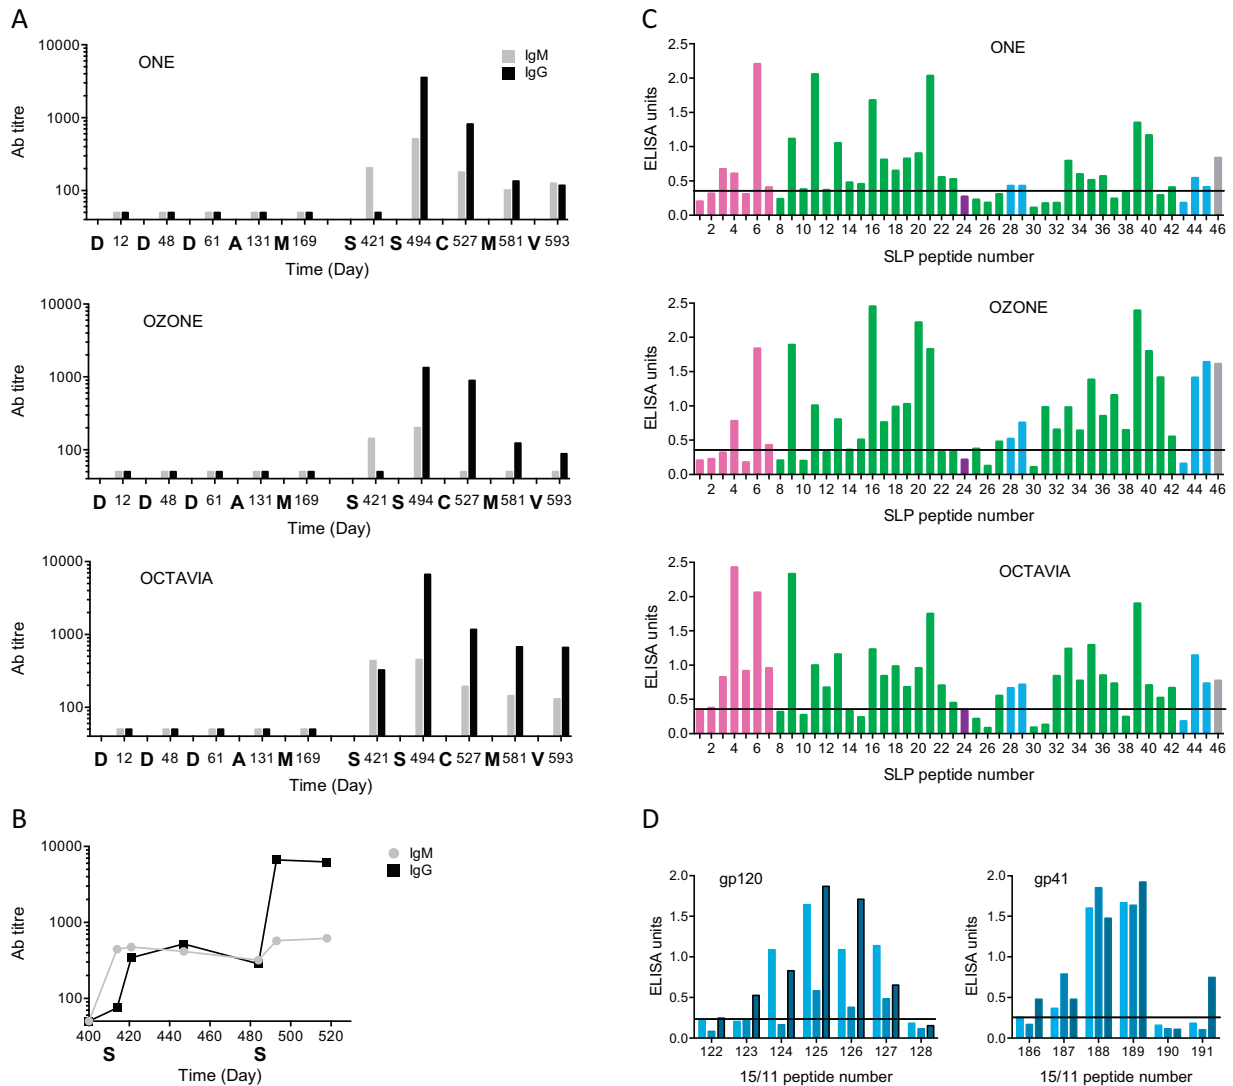 A
ONE
IgM
IgG
Ab titre
10000
1000
100
D 12 D 48 D 61 A 131 M 169 S 421 S 494 C 527 M 581 V 593
Time (Day)
OZONE
Ab titre
10000
1000
100
D 12 D 48 D 61 A 131 M 169 S 421 S 494 C 527 M 581 V 593
Time (Day)
OCTAVIA
Ab titre
10000
1000
100
D 12 D 48 D 61 A 131 M 169 S 421 S 494 C 527 M 581 V 593
Time (Day)
B
IgM
IgG
Ab titre
10000
1000
100
400 420 440 460 480 500 520
S S
Time (Day)
C
ONE
ELISA units
2.5
2.0
1.5
1.0
0.5
0.0
2 4 6 8 10 12 14 16 18 20 22 24 26 28 30 32 34 36 38 40 42 44 46
SLP peptide number
OZONE
ELISA units
2.5
2.0
1.5
1.0
0.5
0.0
2 4 6 8 10 12 14 16 18 20 22 24 26 28 30 32 34 36 38 40 42 44 46
SLP peptide number
OCTAVIA
ELISA units
2.5
2.0
1.5
1.0
0.5
0.0
2 4 6 8 10 12 14 16 18 20 22 24 26 28 30 32 34 36 38 40 42 44 46
SLP peptide number
D
gp120
ELISA units
2.0
1.5
1.0
0.5
0.0
122 123 124 125 126 127 128
15/11 peptide number
gp41
ELISA units
2.0
1.5
1.0
0.5
0.0
186 187 188 189 190 191
15/11 peptide number